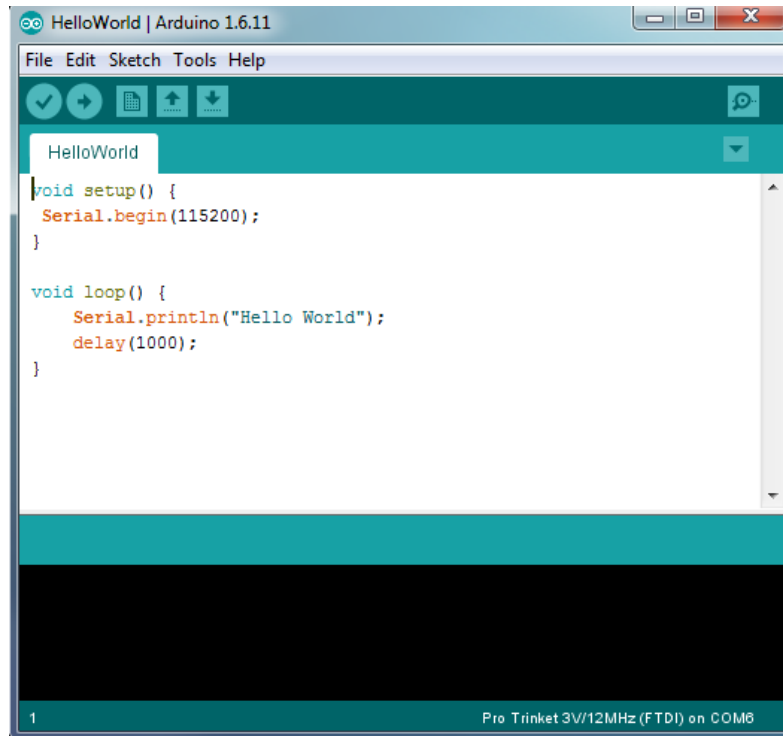 HelloWorld | Arduino 1.6.11
File Edit Sketch Tools Help
HelloWorld
void setup() {
 Serial.begin(115200);
}
void loop() {
    Serial.println("Hello World");
    delay(1000);
}
1 Pro Trinket 3V/12MHz (FTDI) on COM6